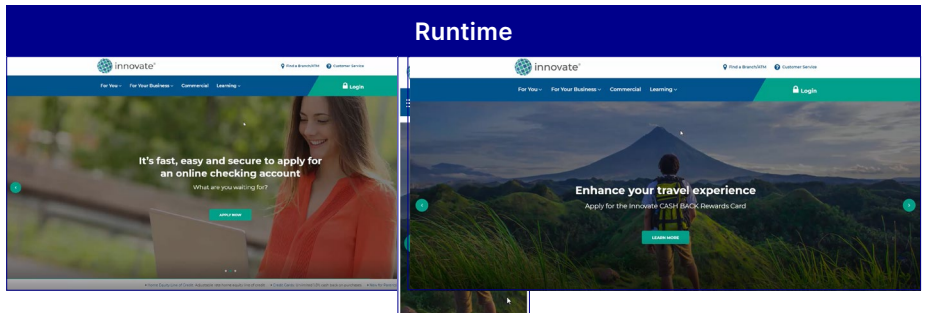 Runtime
innovate
Find a Branch/ATM Customer Service
For You For Your Business Commercial Learning Login
It's fast, easy and secure to apply for
an online checking account
What are you waiting for?
APPLY NOW
innovate
Find a Branch/ATM Customer Service
For You For Your Business Commercial Learning Login
Enhance your travel experience
Apply for the Innovate CASH BACK Rewards Card
LEARN MORE